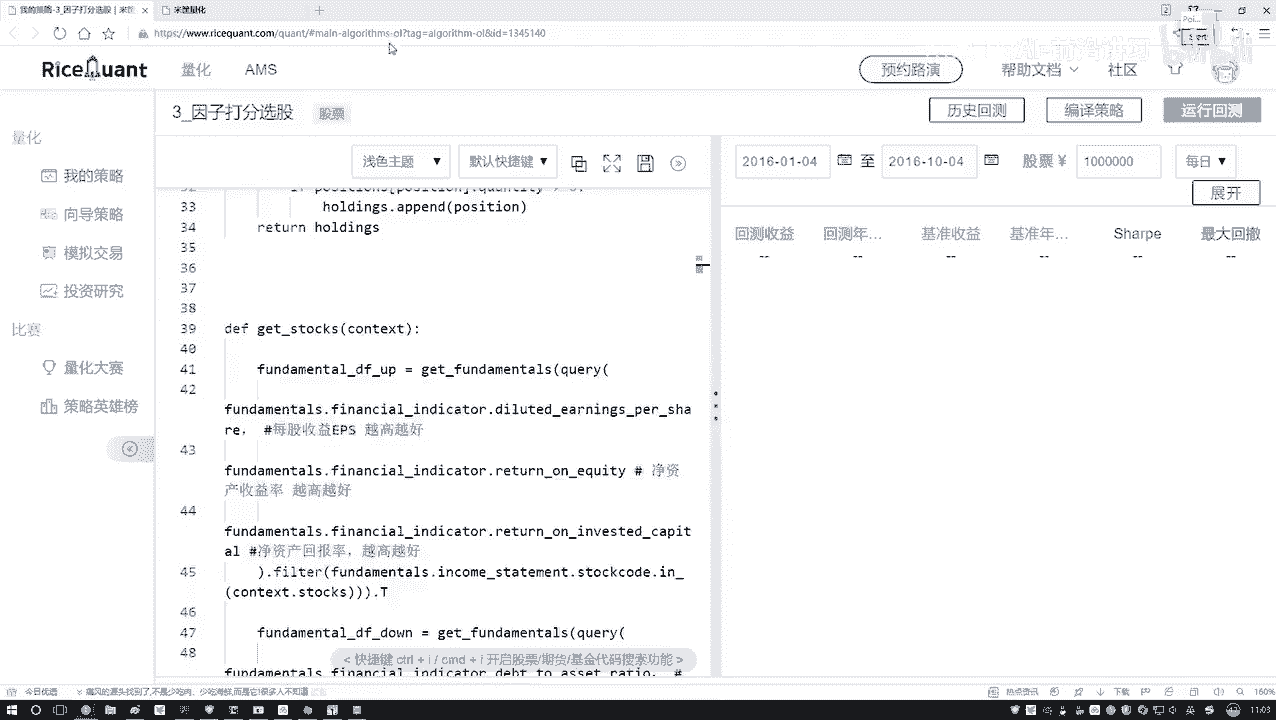 我的策略-3_因子打分选股 | 米筐
米筐量化
https://www.ricequant.com/quant/#main-algorithms-ol?tag=algorithm-ol&id=1345140
RiceQuant
量化
AMS
预约路演
帮助文档
社区
3_因子打分选股
股票
历史回测
编译策略
运行回测
量化
我的策略
向导策略
模拟交易
投资研究
比赛
量化大赛
策略英雄榜
浅色主题 ▼
默认快捷键 ▼
2016-01-04
至
2016-10-04
股票 ¥
1000000
每日 ▼
展开
回测收益
回测年...
基准收益
基准年...
Sharpe
最大回撤
--
--
--
--
--
--
33 holdings.append(position)
34 return holdings
35
36
37
38
39 def get_stocks(context):
40
41 fundamental_df_up = get_fundamentals(query(
42
fundamentals.financial_indicator.diluted_earnings_per_sha
re, #每股收益EPS 越高越好
43
fundamentals.financial_indicator.return_on_equity # 净资
产收益率 越高越好
44
fundamentals.financial_indicator.return_on_invested_capit
al #净资产回报率，越高越好
45 ).filter(fundamentals.income_statement.stockcode.in_
(context.stocks))).T
46
47 fundamental_df_down = get_fundamentals(query(
48
fundamentals.financial_indicator.debt_to_asset_ratio, #
< 快捷键 ctrl + i / cmd + i 开启股票/期货/基金代码搜索功能 >
今日优选
热点资讯
下载
160%
11:03